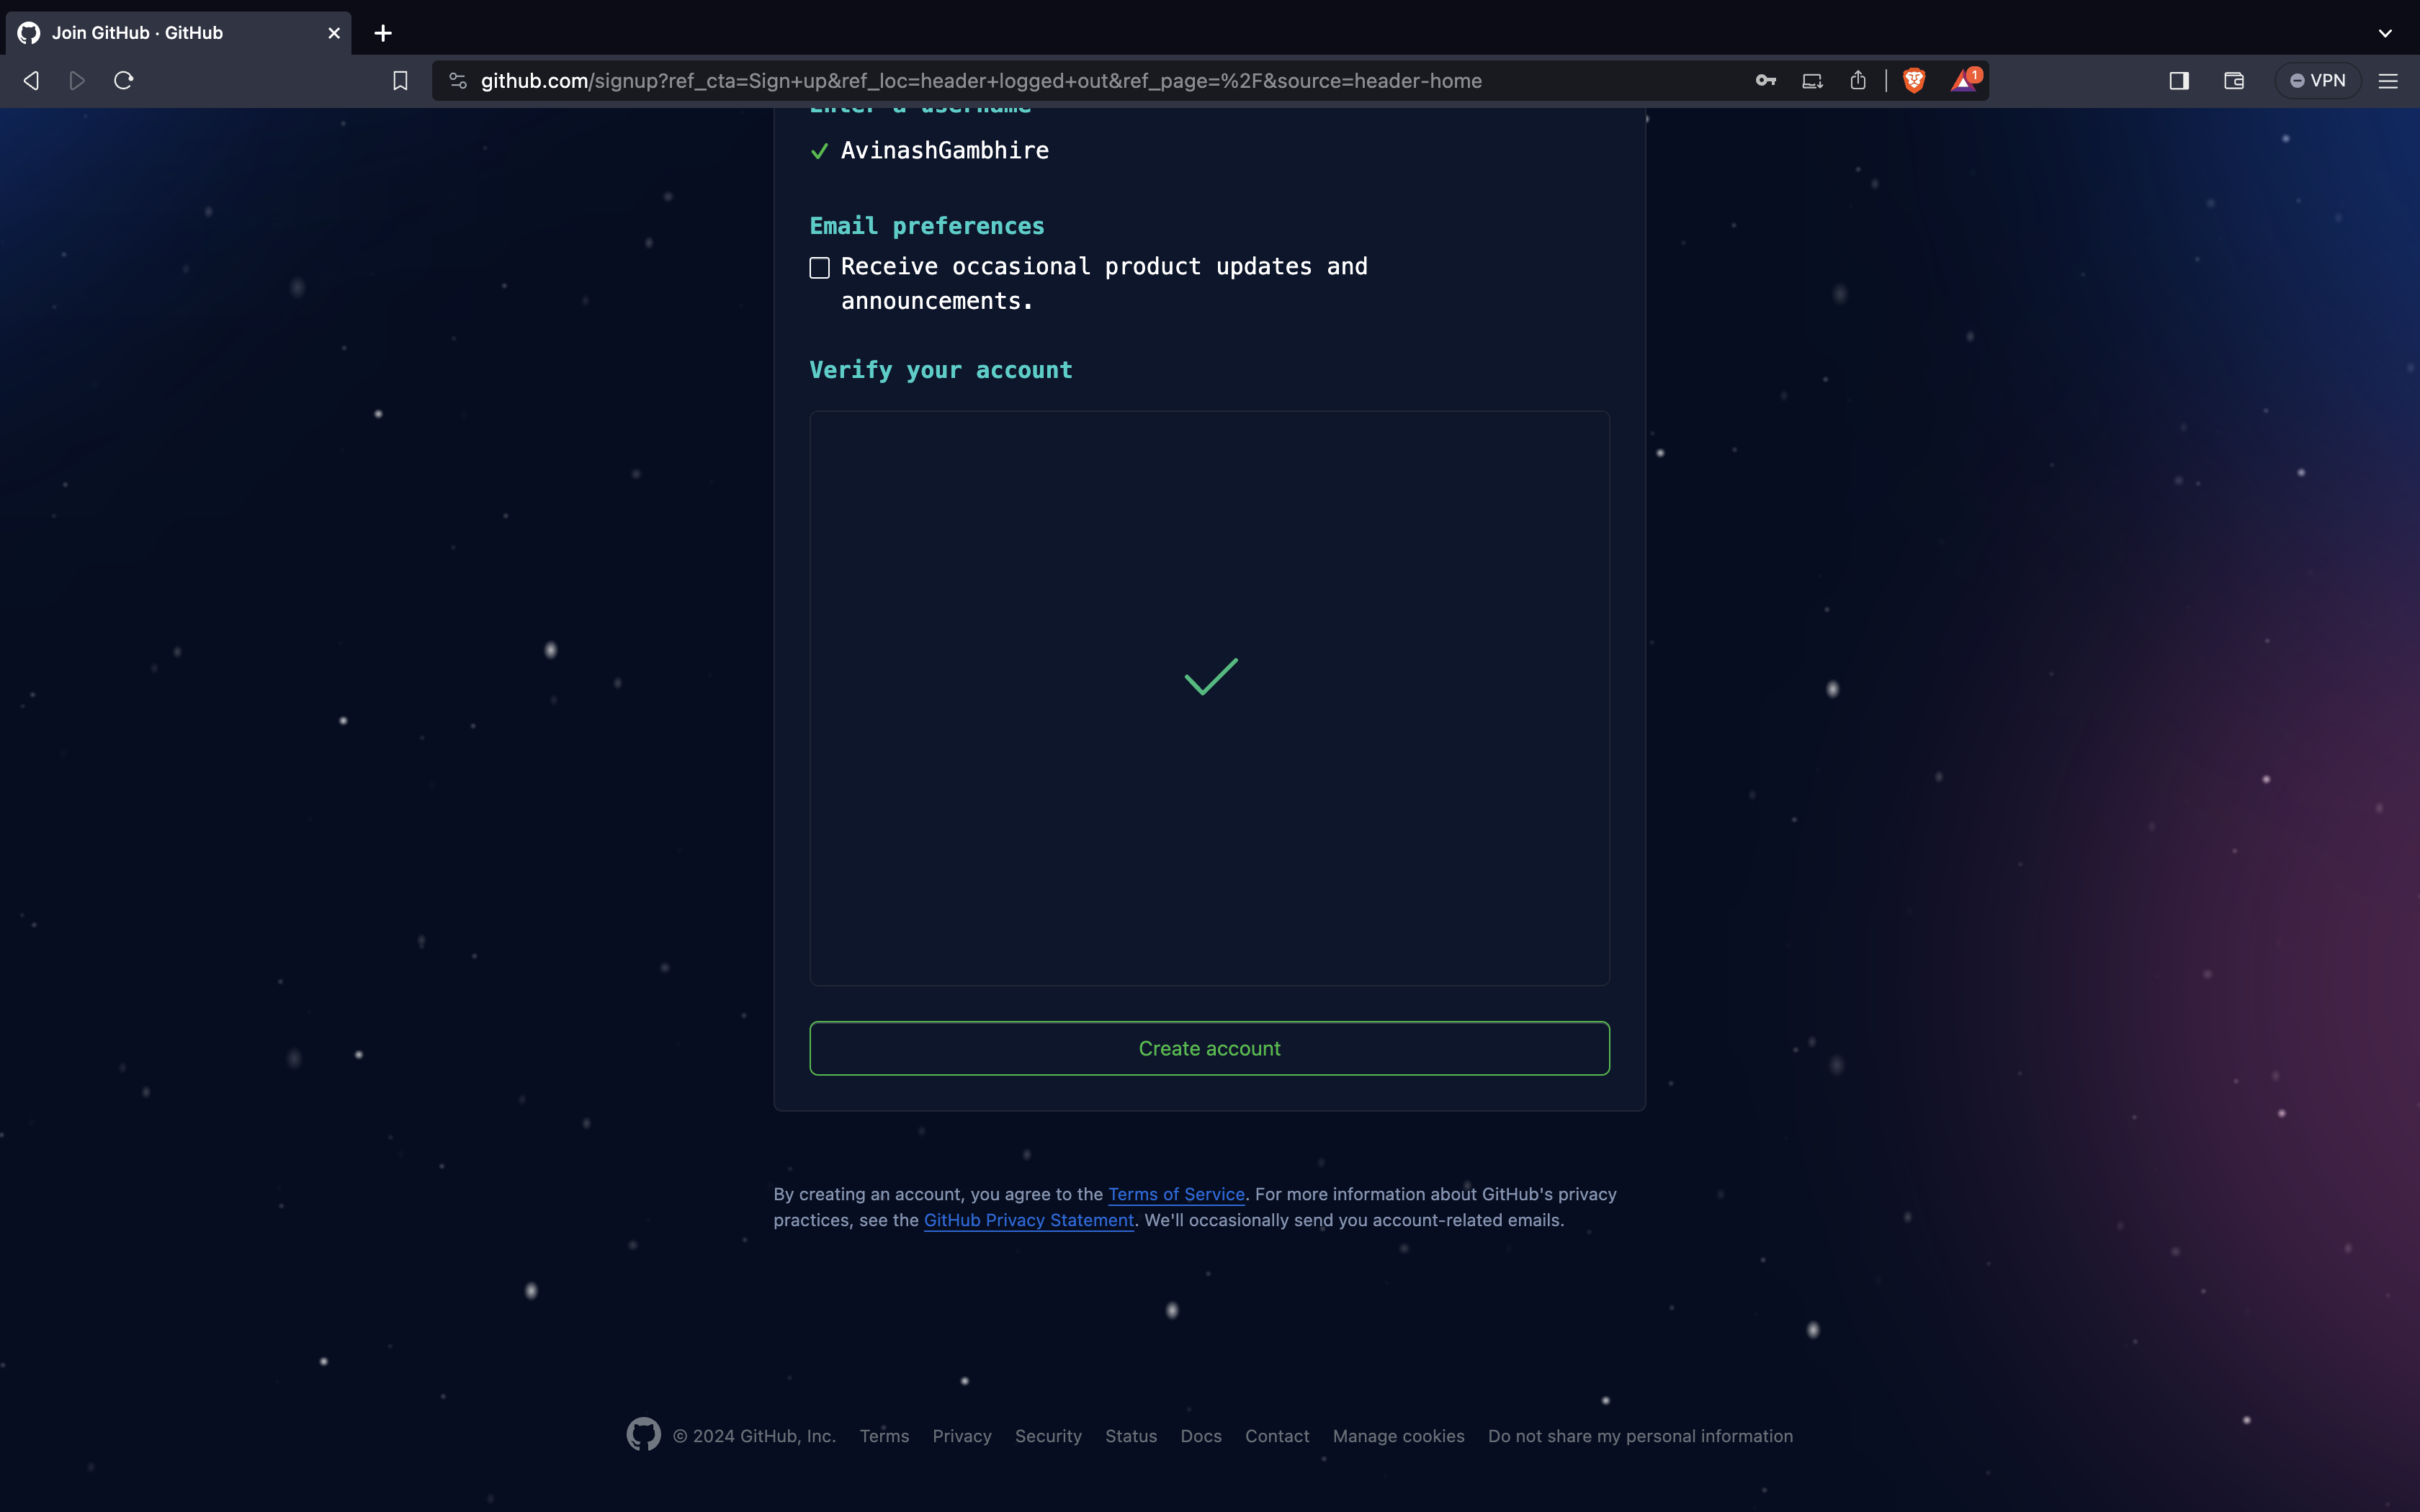 Join GitHub · GitHub
github.com/signup?ref_cta=Sign+up&ref_loc=header+logged+out&ref_page=%2F&source=header-home
1
VPN
Enter a username
AvinashGambhire
Email preferences
Receive occasional product updates and
announcements.
Verify your account
Create account
By creating an account, you agree to the Terms of Service. For more information about GitHub's privacy
practices, see the GitHub Privacy Statement. We'll occasionally send you account-related emails.
© 2024 GitHub, Inc. Terms Privacy Security Status Docs Contact Manage cookies Do not share my personal information